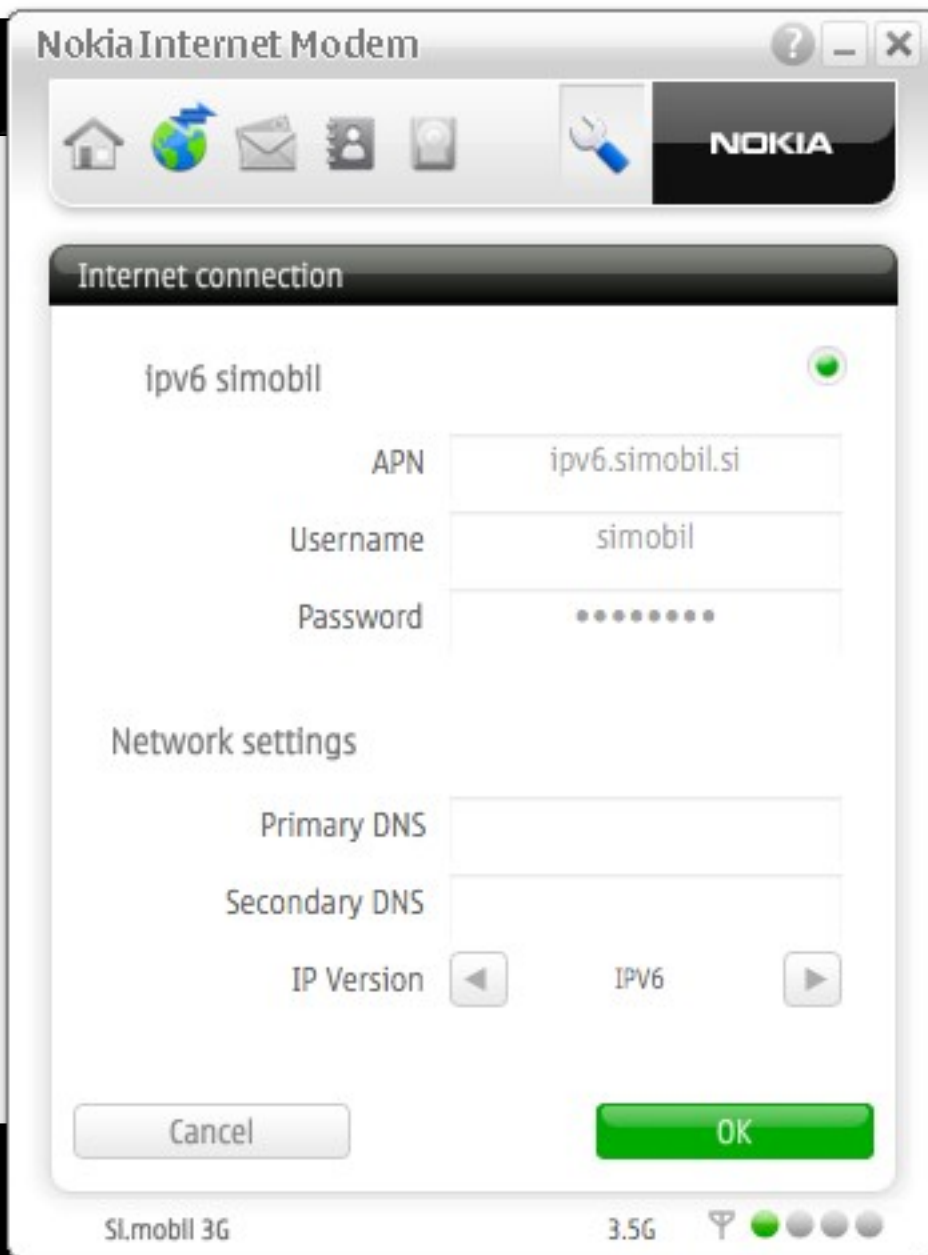 Nokia Internet Modem
NOKIA
Internet connection
ipv6 simobil
APN ipv6.simobil.si
Username simobil
Password ••••••••
Network settings
Primary DNS
Secondary DNS
IP Version IPV6
Cancel OK
SI.mobil 3G 3.5G